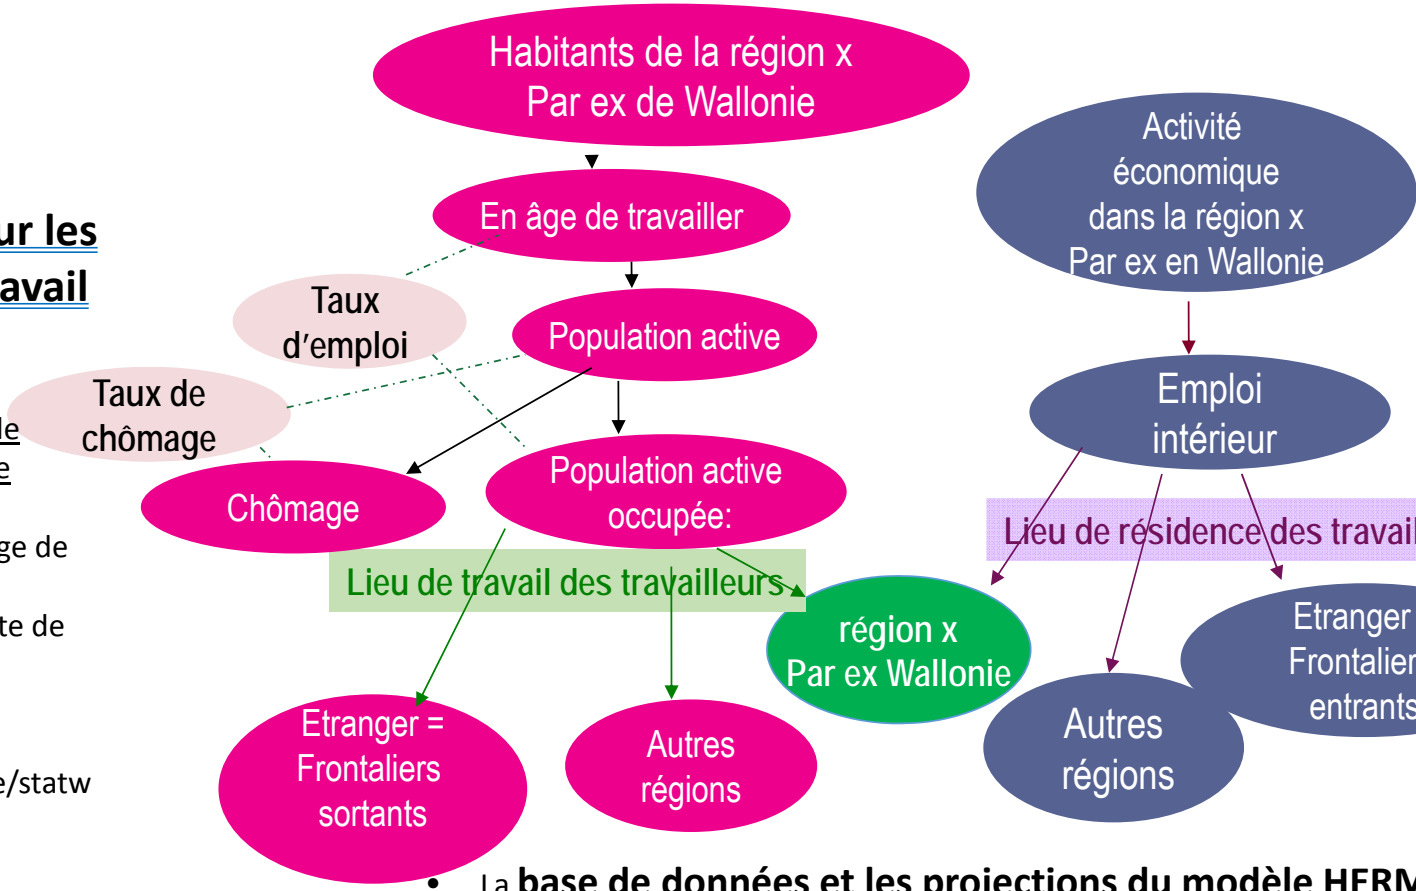 Habitants de la région x
Par ex de Wallonie
Activité
économique
dans la région x
Par ex en Wallonie
En âge de travailler
ur les
avail
Taux
d'emploi
Population active
Taux de
chômage
Emploi
intérieur
le
e
Population active
occupée:
Chômage
ge de
Lieu de travail des travailleurs
Lieu de résidence des travail
te de
région x
Par ex Wallonie
Etranger
Frontalier
entrants
Etranger =
Frontaliers
sortants
Autres
régions
Autres
régions
e/statw
• La base de données et les projections du modèle HERM